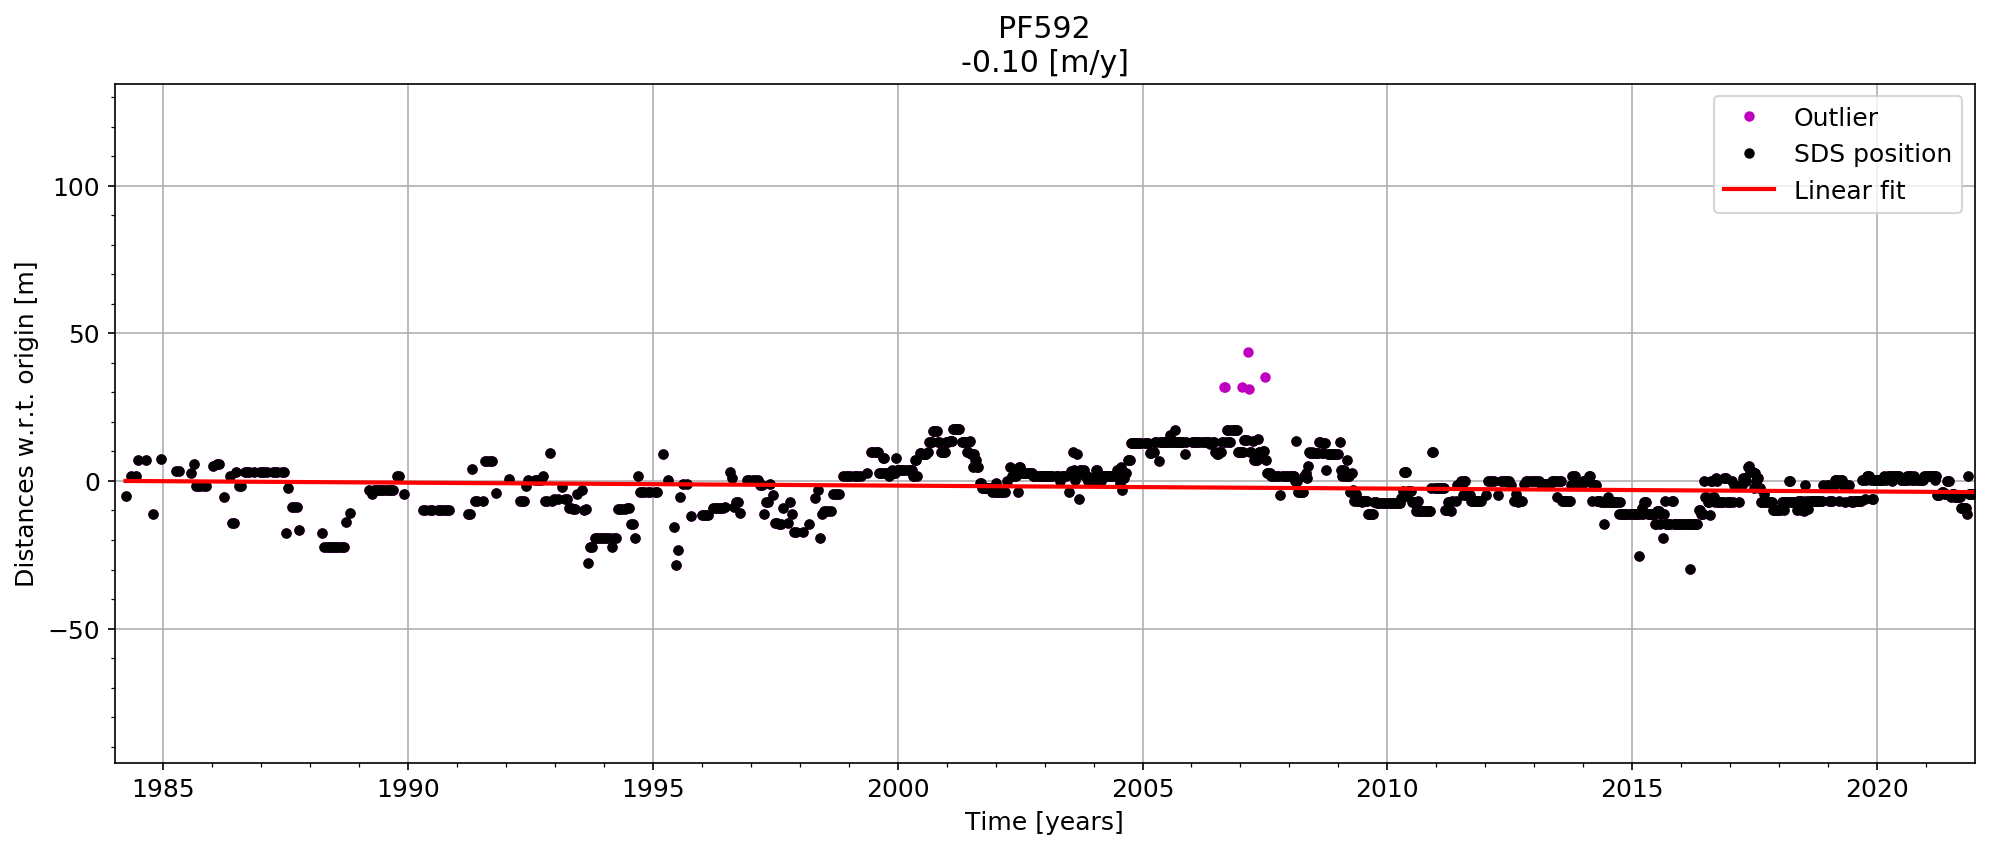 PF592
-0.10 [m/y]
Outlier
SDS position
Linear fit
Distances w.r.t. origin [m]
100
50
0
−50
1985 1990 1995 2000 2005 2010 2015 2020
Time [years]